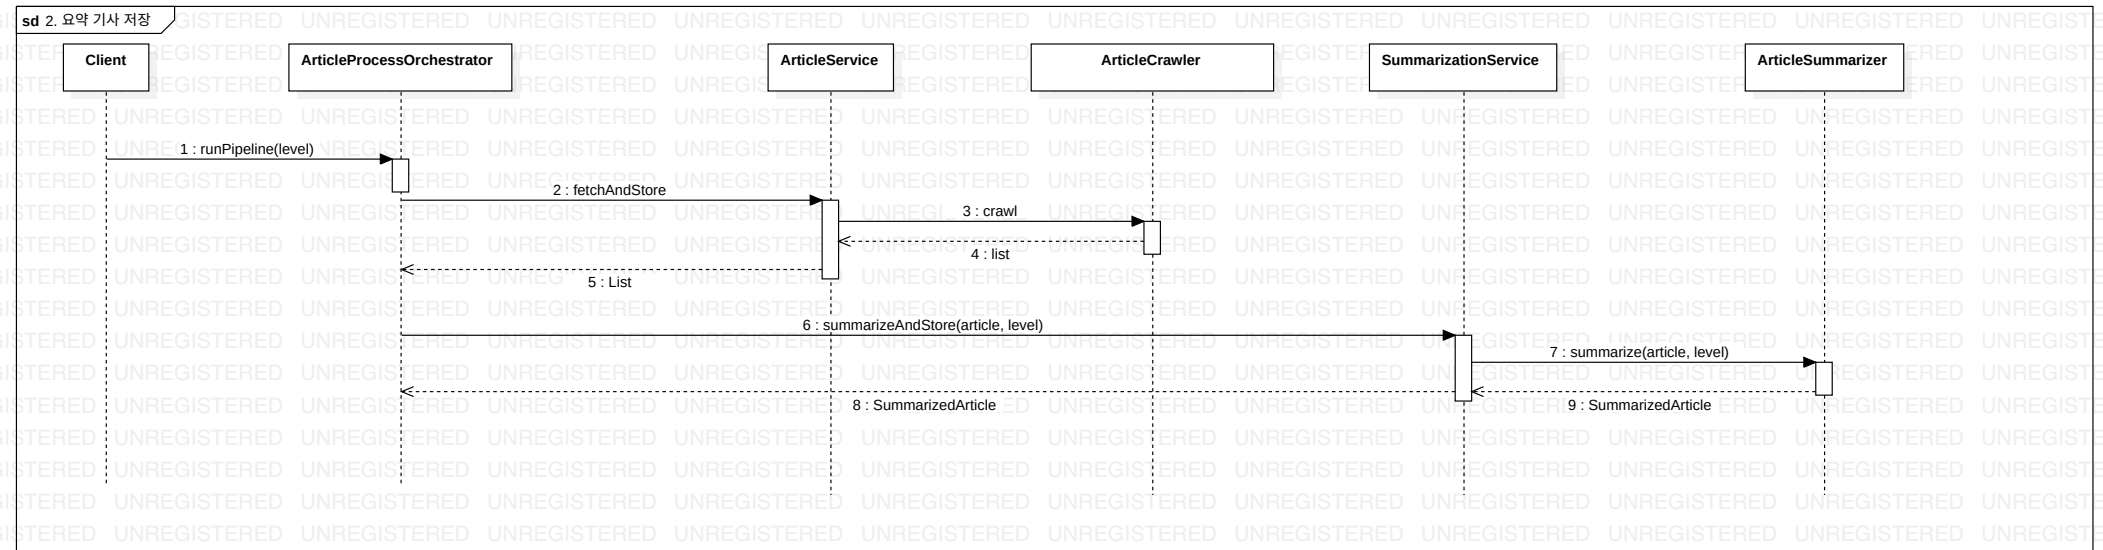 sd 2. 요약 기사 저장
Client
ArticleProcessOrchestrator
ArticleService
ArticleCrawler
SummarizationService
ArticleSummarizer
1 : runPipeline(level)
2 : fetchAndStore
3 : crawl
4 : list
5 : List
6 : summarizeAndStore(article, level)
7 : summarize(article, level)
8 : SummarizedArticle
9 : SummarizedArticle
UNREGISTERED